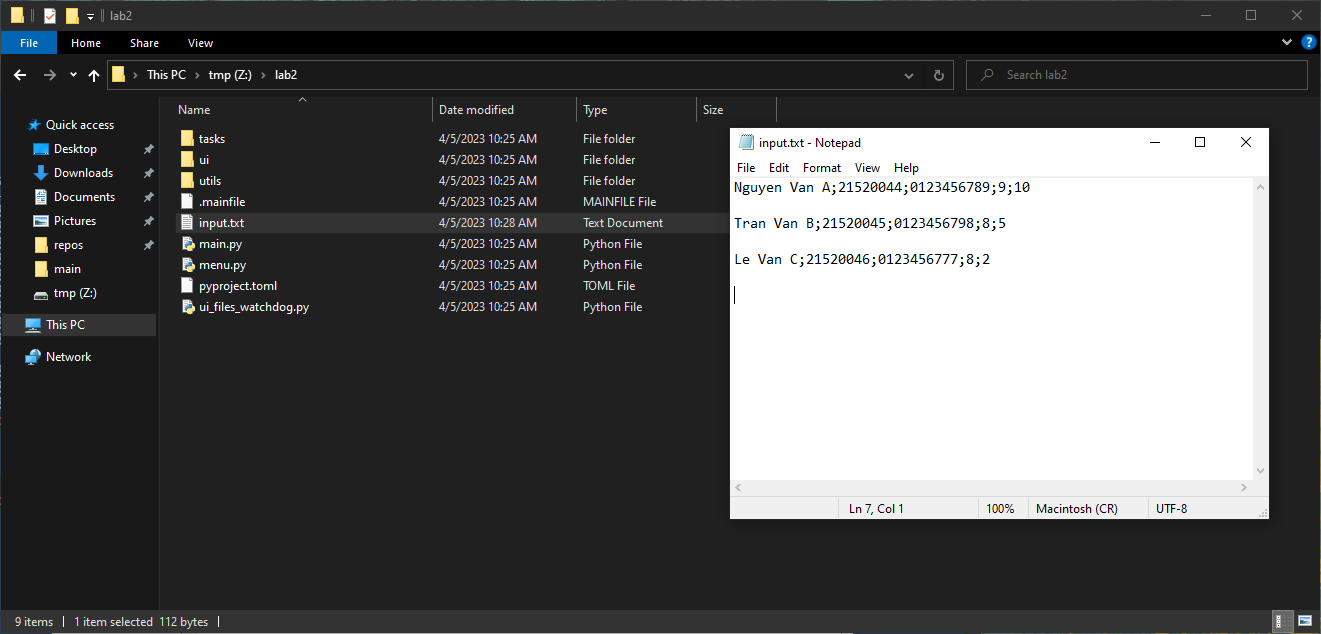 lab2
File Home Share View
This PC › tmp (Z:) › lab2
Search lab2
Quick access
Desktop
Downloads
Documents
Pictures
repos
main
tmp (Z:)
This PC
Network
Name Date modified Type Size
tasks 4/5/2023 10:25 AM File folder
ui 4/5/2023 10:25 AM File folder
utils 4/5/2023 10:25 AM File folder
.mainfile 4/5/2023 10:25 AM MAINFILE File
input.txt 4/5/2023 10:28 AM Text Document
main.py 4/5/2023 10:25 AM Python File
menu.py 4/5/2023 10:25 AM Python File
pyproject.toml 4/5/2023 10:25 AM TOML File
ui_files_watchdog.py 4/5/2023 10:25 AM Python File
input.txt - Notepad
File Edit Format View Help
Nguyen Van A;21520044;0123456789;9;10
Tran Van B;21520045;0123456798;8;5
Le Van C;21520046;0123456777;8;2
Ln 7, Col 1 100% Macintosh (CR) UTF-8
9 items 1 item selected 112 bytes